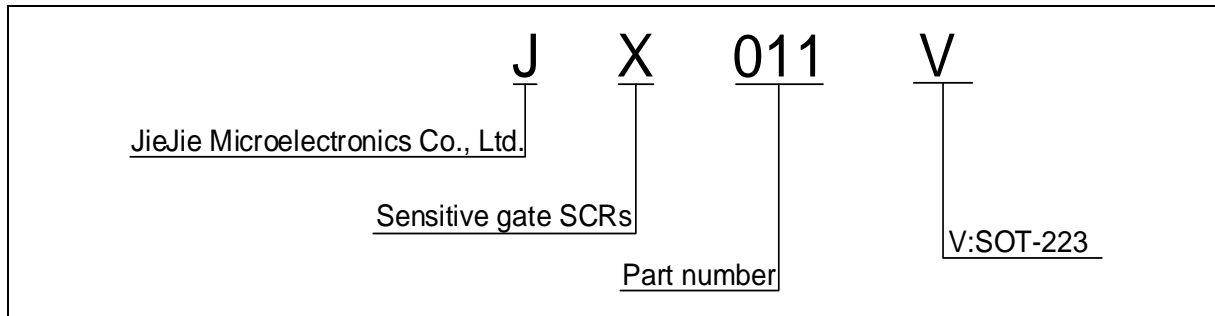 J X 011 V
JieJie Microelectronics Co., Ltd.
Sensitive gate SCRs
V:SOT-223
Part number